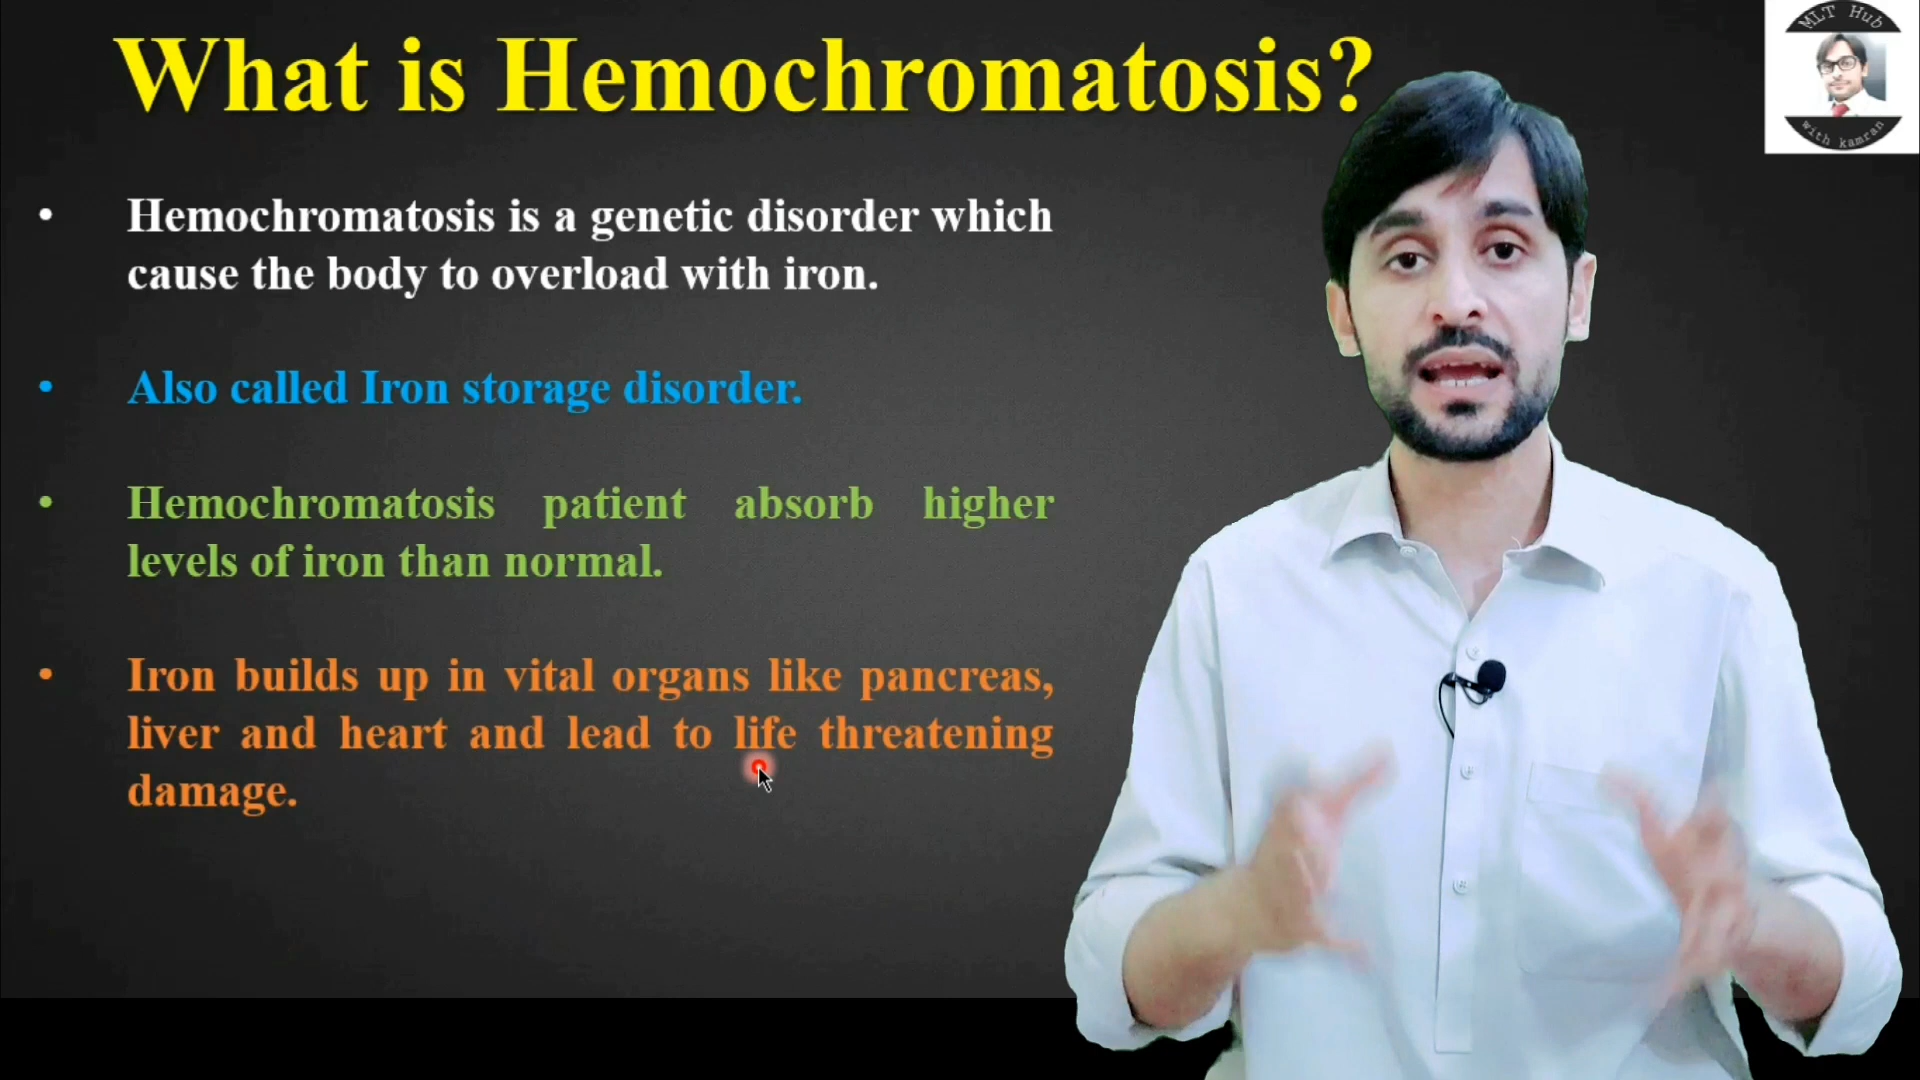 What is Hemochromatosis?
MLT Hub
with kamran
• Hemochromatosis is a genetic disorder which
cause the body to overload with iron.
• Also called Iron storage disorder.
• Hemochromatosis patient absorb higher
levels of iron than normal.
• Iron builds up in vital organs like pancreas,
liver and heart and lead to life threatening
damage.